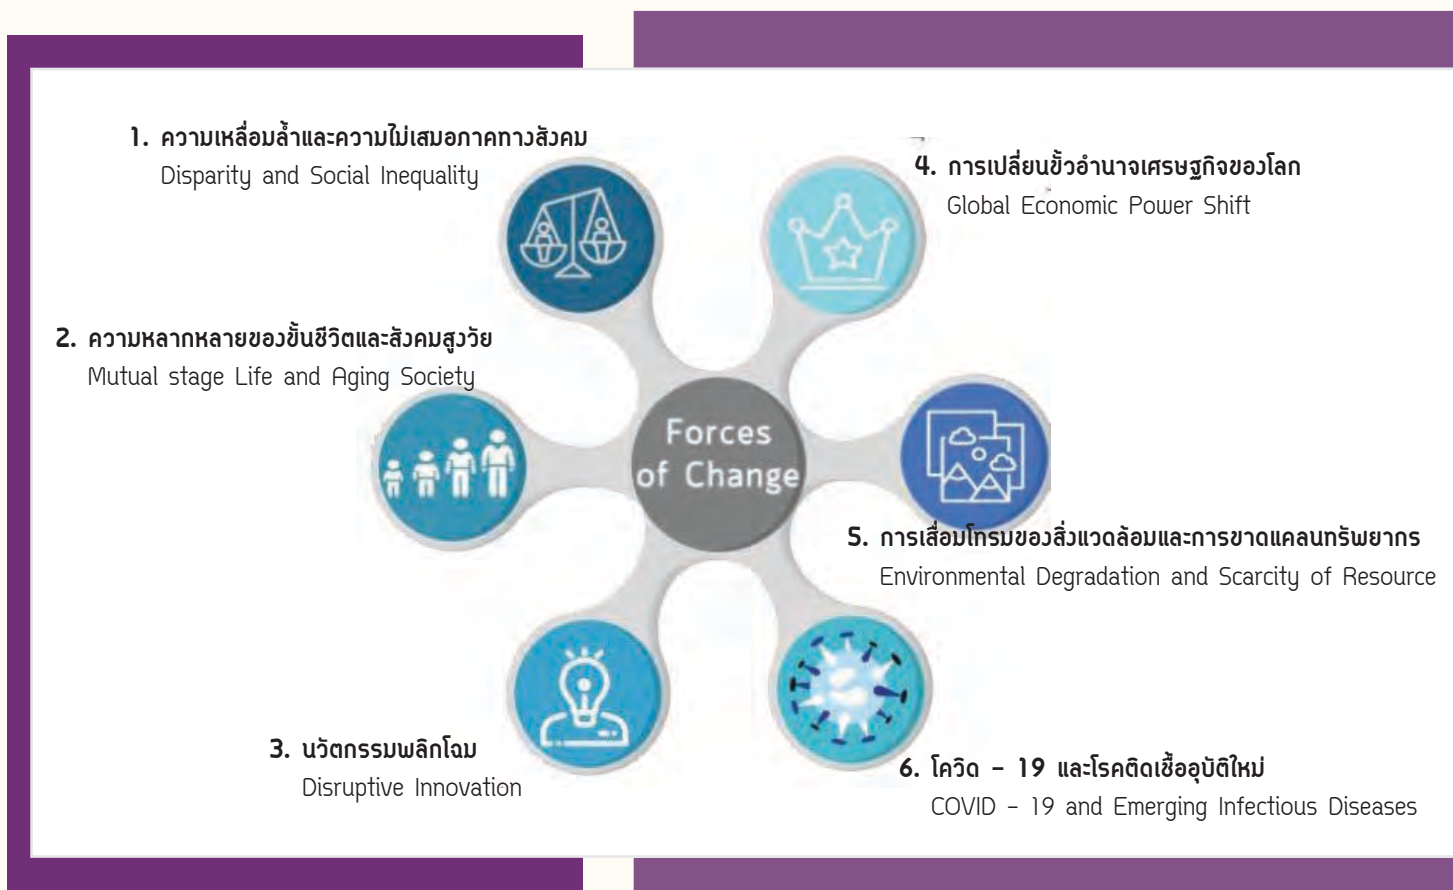 1. ความเหลื่อมล้ำและความไม่เสมอภาคทางสังคม
Disparity and Social Inequality
2. ความหลากหลายของขั้นชีวิตและสังคมสูงวัย
Mutual stage Life and Aging Society
3. นวัตกรรมพลิกโฉม
Disruptive Innovation
Forces
of Change
4. การเปลี่ยนขั้วอำนาจเศรษฐกิจของโลก
Global Economic Power Shift
5. การเสื่อมโทรมของสิ่งแวดล้อมและการขาดแคลนทรัพยากร
Environmental Degradation and Scarcity of Resource
6. โควิด – 19 และโรคติดเชื้ออุบัติใหม่
COVID – 19 and Emerging Infectious Diseases